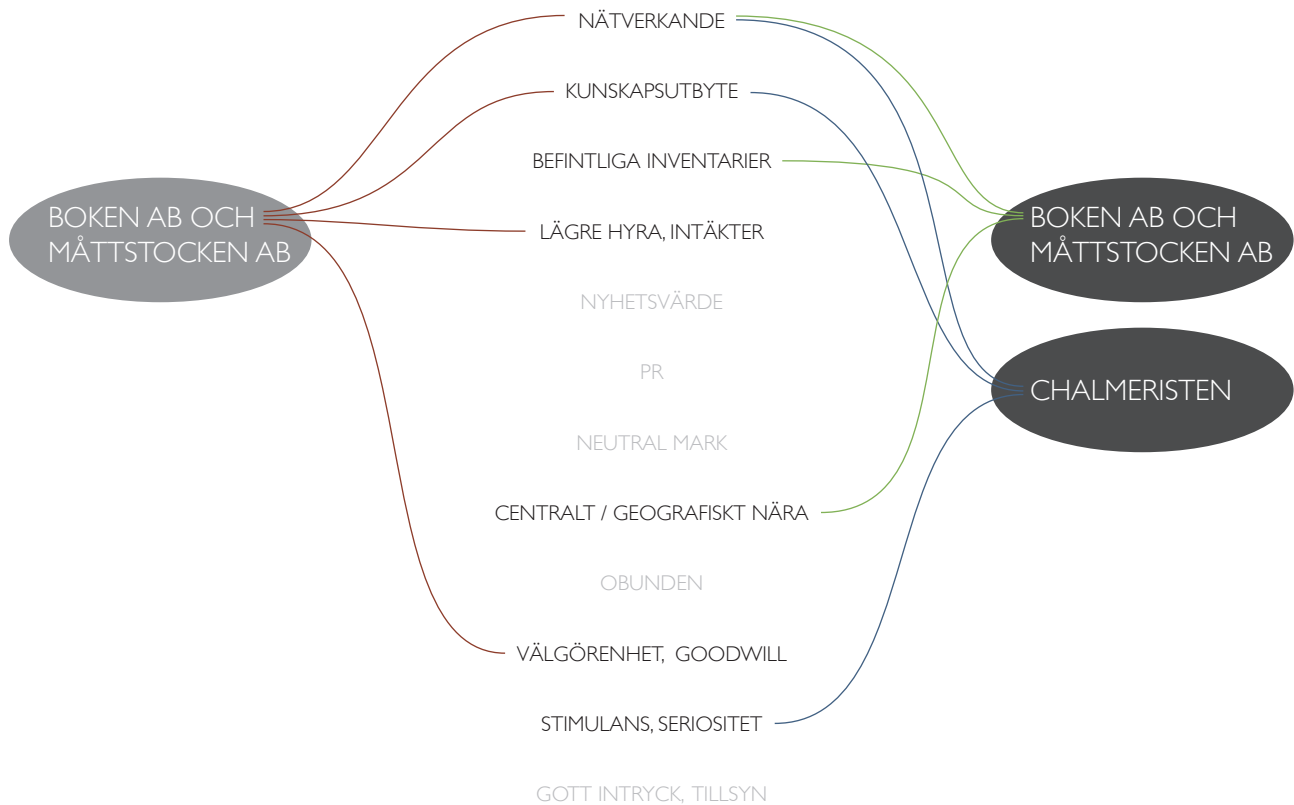 NÄTVERKANDE
KUNSKAPSUTBYTE
BEFINTLIGA INVENTARIER
BOKEN AB OCH
MÅTTSTOCKEN AB
LÄGRE HYRA, INTÄKTER
BOKEN AB OCH
MÅTTSTOCKEN AB
NYHETSVÄRDE
PR
CHALMERISTEN
NEUTRAL MARK
CENTRALT / GEOGRAFISKT NÄRA
OBUNDEN
VÄLGÖRENHET, GOODWILL
STIMULANS, SERIOSITET
GOTT INTRYCK, TILLSYN